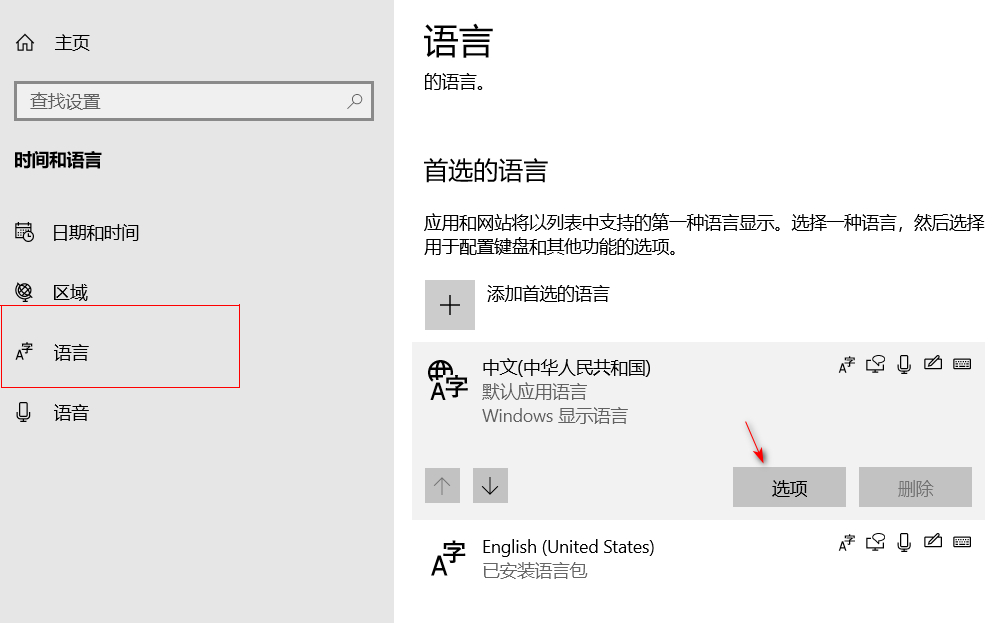 主页
查找设置
时间和语言
日期和时间
区域
语言
语音
语言
的语言。
首选的语言
应用和网站将以列表中支持的第一种语言显示。选择一种语言，然后选择
用于配置键盘和其他功能的选项。
添加首选的语言
中文(中华人民共和国)
默认应用语言
Windows 显示语言
选项
删除
English (United States)
已安装语言包